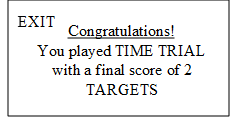 EXIT
Congratulations!
You played TIME TRIAL
with a final score of 2
TARGETS